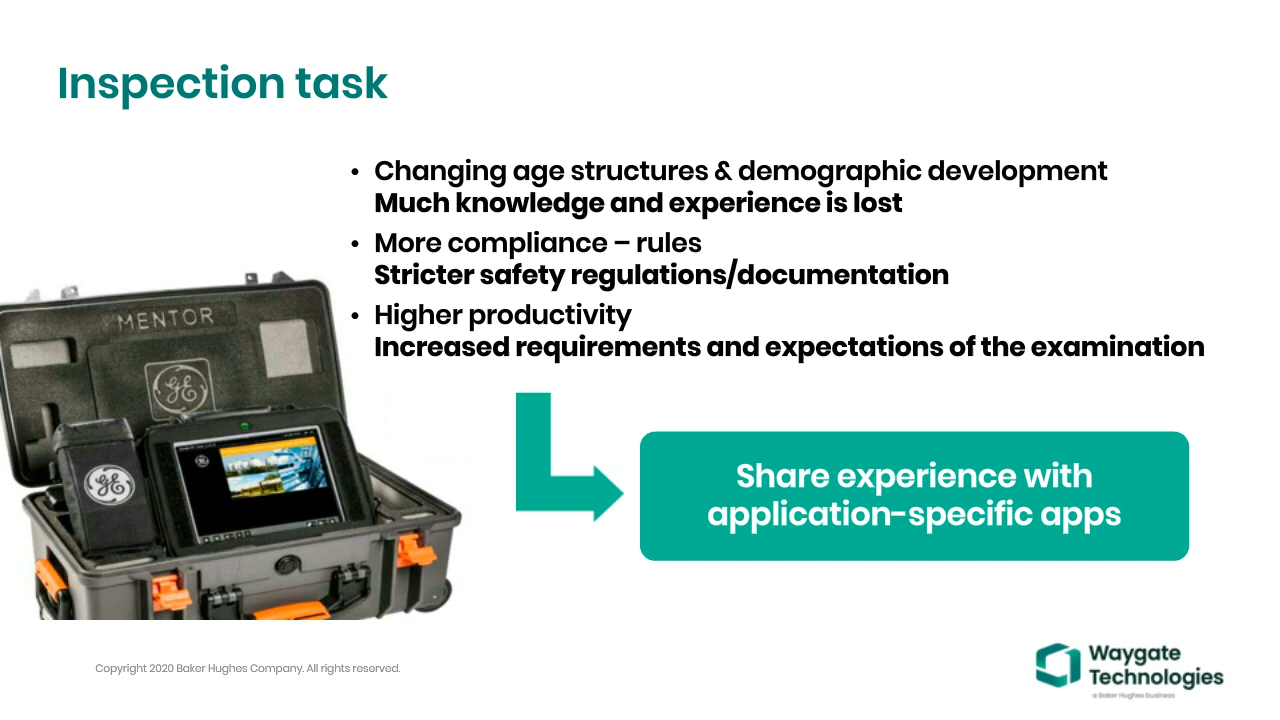 Inspection task
• Changing age structures & demographic development
Much knowledge and experience is lost
• More compliance – rules
Stricter safety regulations/documentation
• Higher productivity
Increased requirements and expectations of the examination
MENTOR
GE
GE
Share experience with
application-specific apps
Copyright 2020 Baker Hughes Company. All rights reserved.
Waygate
Technologies
a Baker Hughes business